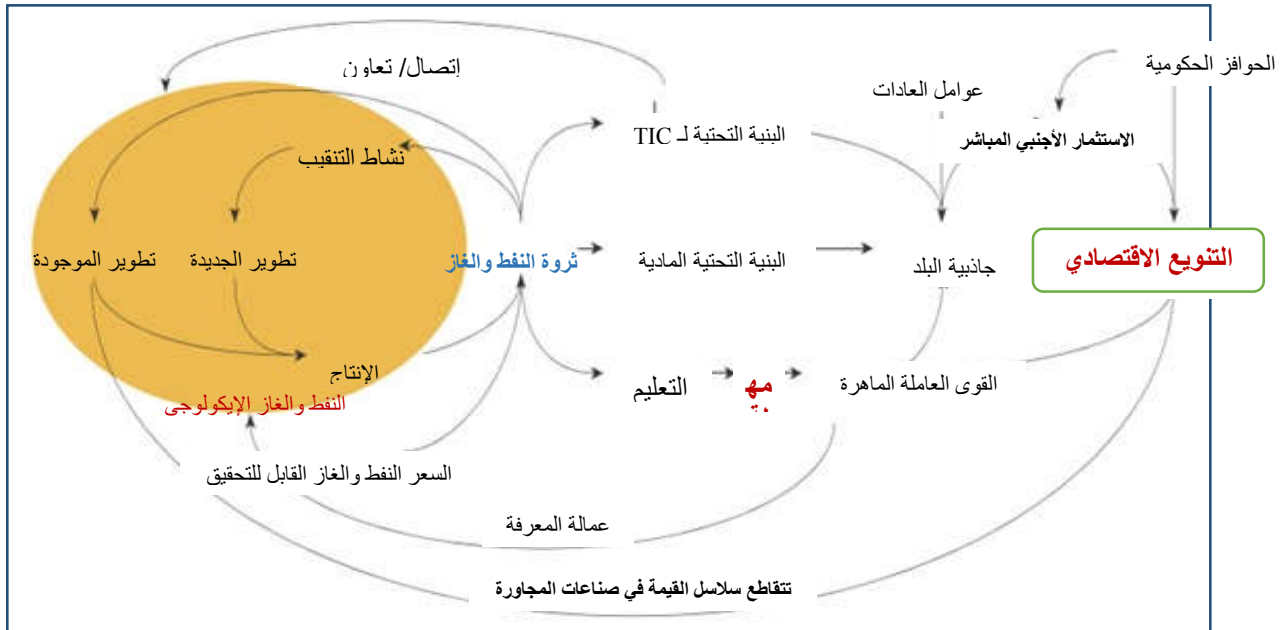 الحوافز الحكومية
إتصال/ تعاون
عوامل العادات
البنية التحتية لـ TIC
الاستثمار الأجنبي المباشر
نشاط التنقيب
التنويع الاقتصادي
جاذبية البلد
البنية التحتية المادية
ثروة النفط والغاز
تطوير الجديدة
تطوير الموجودة
القوى العاملة الماهرة
التعليم
الإنتاج
النفط والغاز الإيكولوجي
السعر النفط والغاز القابل للتحقيق
عمالة المعرفة
تتقاطع سلاسل القيمة في صناعات المجاورة